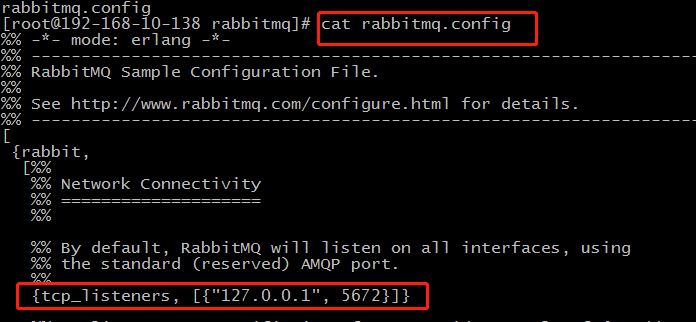 rabbitmq.config
[root@192-168-10-138 rabbitmq]# cat rabbitmq.config
%% -*- mode: erlang -*-
%% ----------------------------------------------------------------------------
%% RabbitMQ Sample Configuration File.
%%
%% See http://www.rabbitmq.com/configure.html for details.
%% ----------------------------------------------------------------------------
[
{rabbit,
[%%
%% Network Connectivity
%% ====================
%%
%% By default, RabbitMQ will listen on all interfaces, using
%% the standard (reserved) AMQP port.
%%
{tcp_listeners, [{"127.0.0.1", 5672}]}